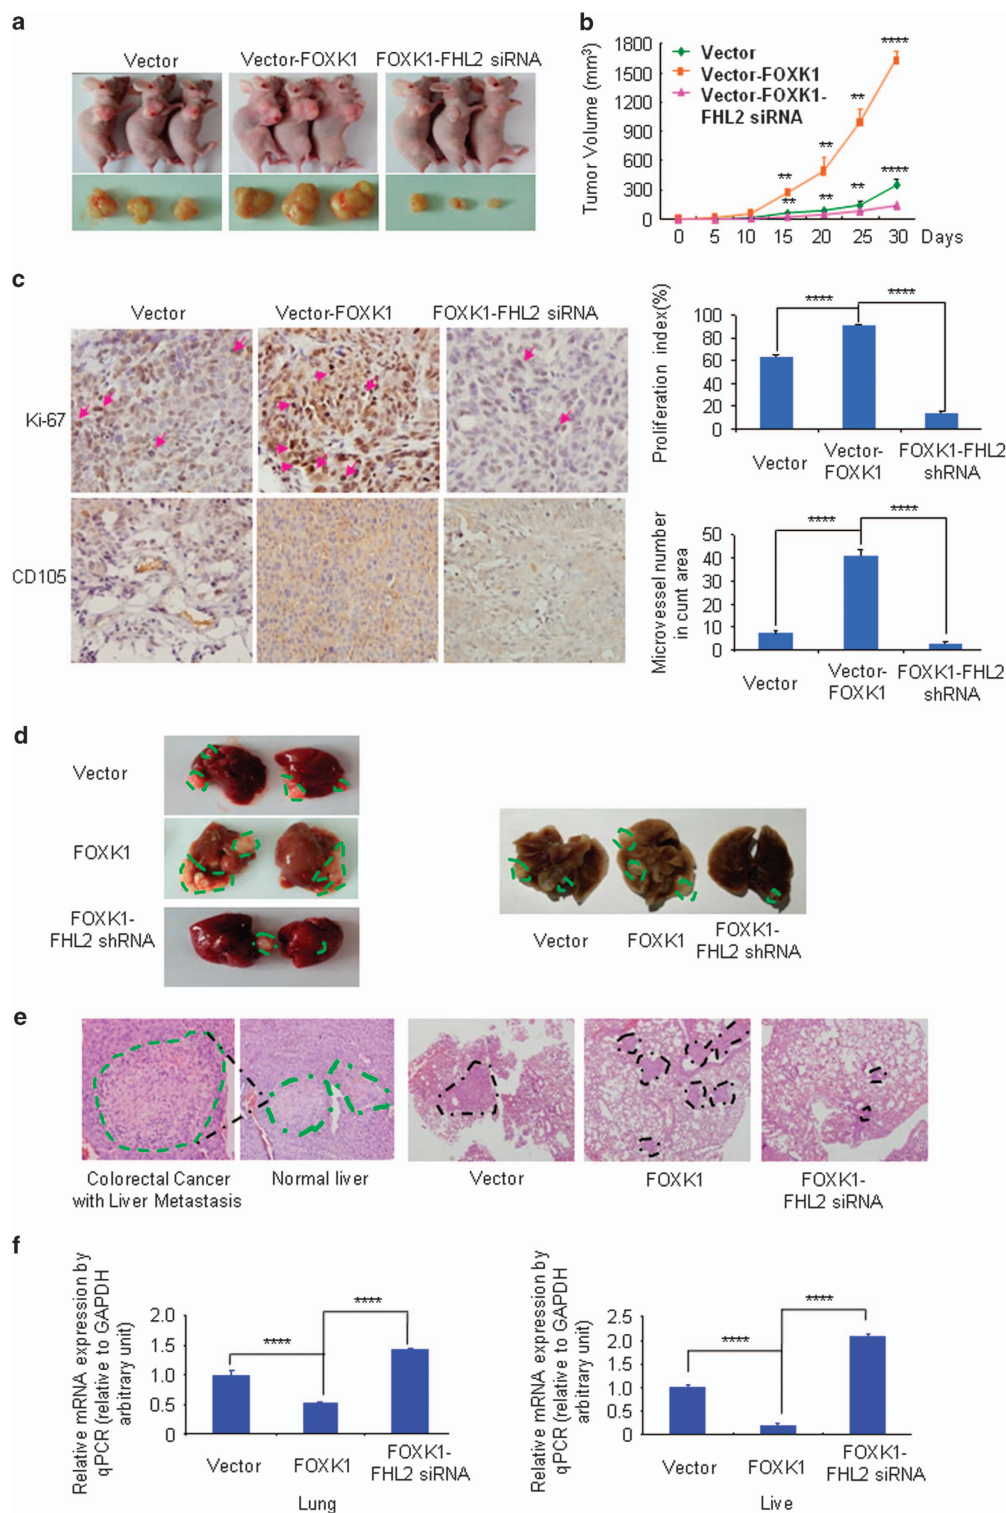 a
Vector
Vector-FOXK1
FOXK1-FHL2 siRNA
b
Tumor Volume (mm³)
1800
1500
1200
900
600
300
0
Vector
Vector-FOXK1
Vector-FOXK1-
FHL2 siRNA
**
**
**
****
**
**
**
****
0 5 10 15 20 25 30 Days
c
Vector
Vector-FOXK1
FOXK1-FHL2 siRNA
Ki-67
CD105
Proliferation index(%)
100
80
60
40
20
0
****
****
Vector
Vector-
FOXK1
FOXK1-FHL2
shRNA
Microvessel number
in cunt area
50
40
30
20
10
0
****
****
Vector
Vector-
FOXK1
FOXK1-FHL2
shRNA
d
Vector
FOXK1
FOXK1-
FHL2 shRNA
Vector
FOXK1
FOXK1-
FHL2 shRNA
e
Colorectal Cancer
with Liver Metastasis
Normal liver
Vector
FOXK1
FOXK1-
FHL2 siRNA
f
Relative mRNA expression by
qPCR (relative to GAPDH
arbitrary unit)
2.0
1.5
1.0
0.5
0
****
****
Vector
FOXK1
FOXK1-
FHL2 siRNA
Lung
Relative mRNA expression by
qPCR (relative to GAPDH
arbitrary unit)
2.5
2.0
1.5
1.0
0.5
0
****
****
Vector
FOXK1
FOXK1-
FHL2 siRNA
Live